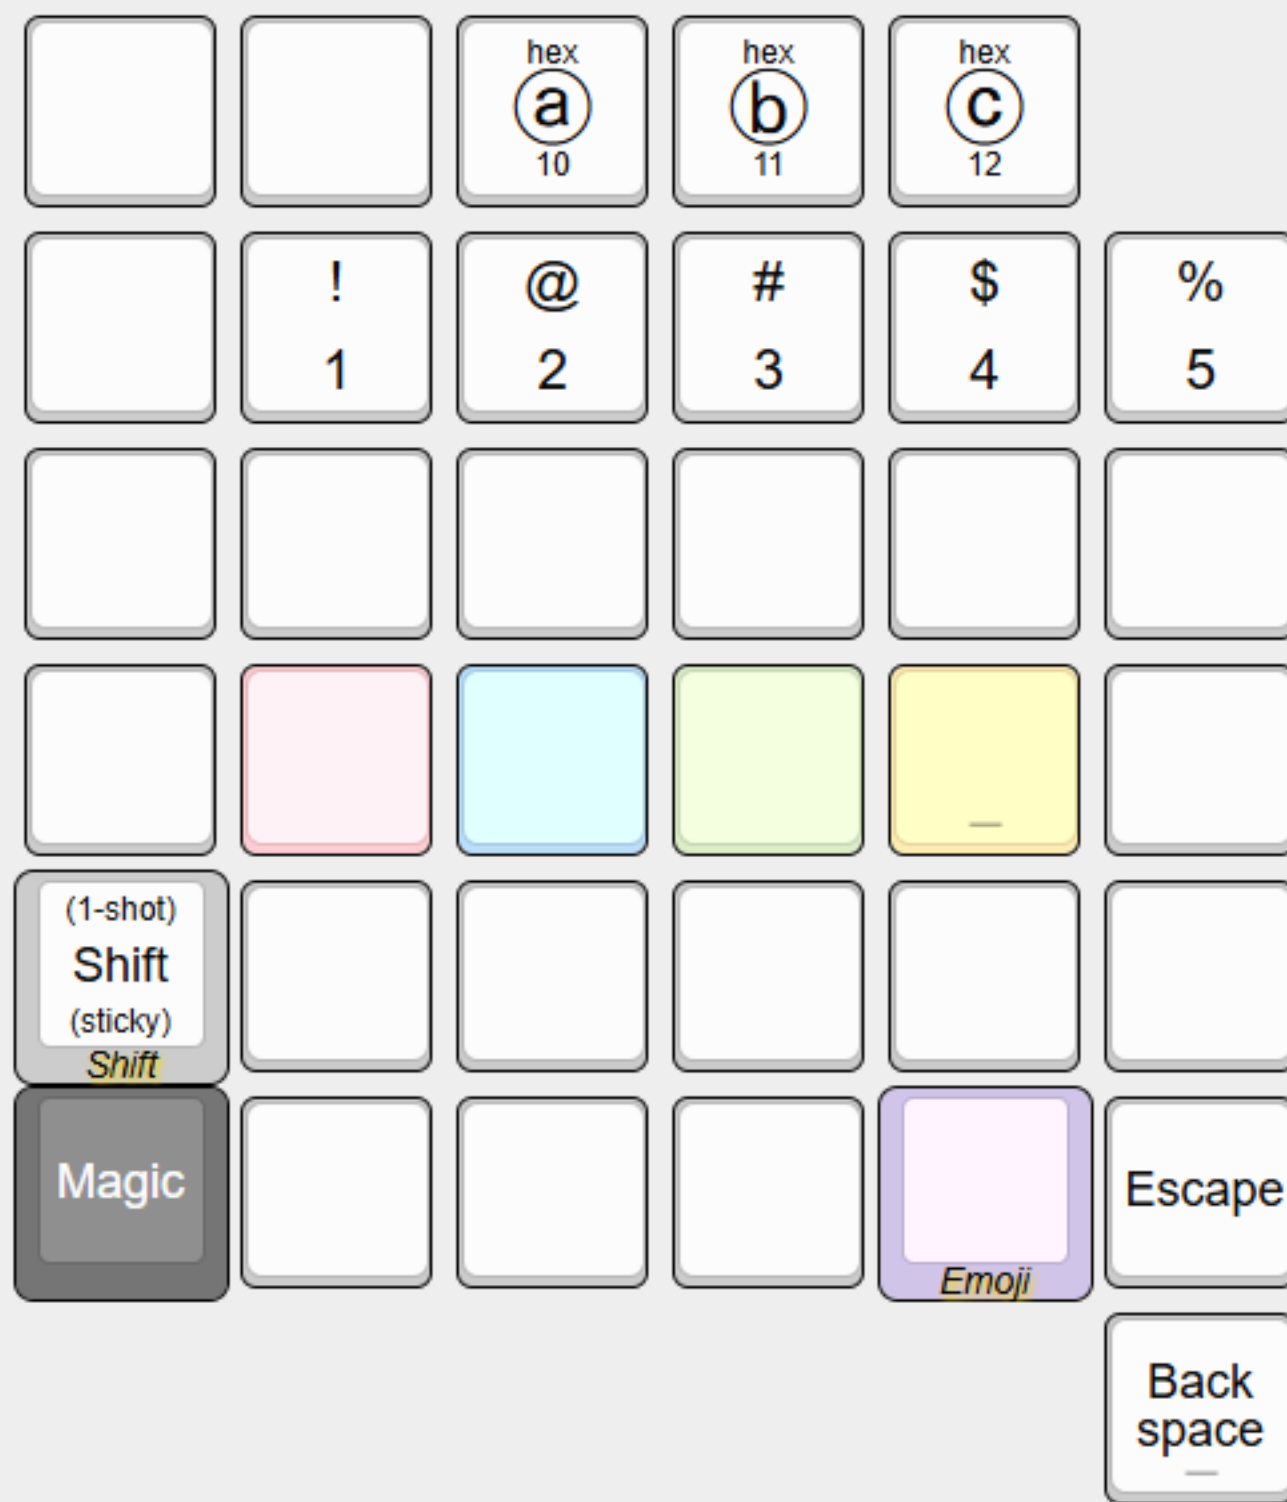 hex hex hex
a b c
10 11 12
! @ # $ %
1 2 3 4 5
_
(1-shot)
Shift
(sticky)
Shift
Magic
Escape
Emoji
Back
space
_